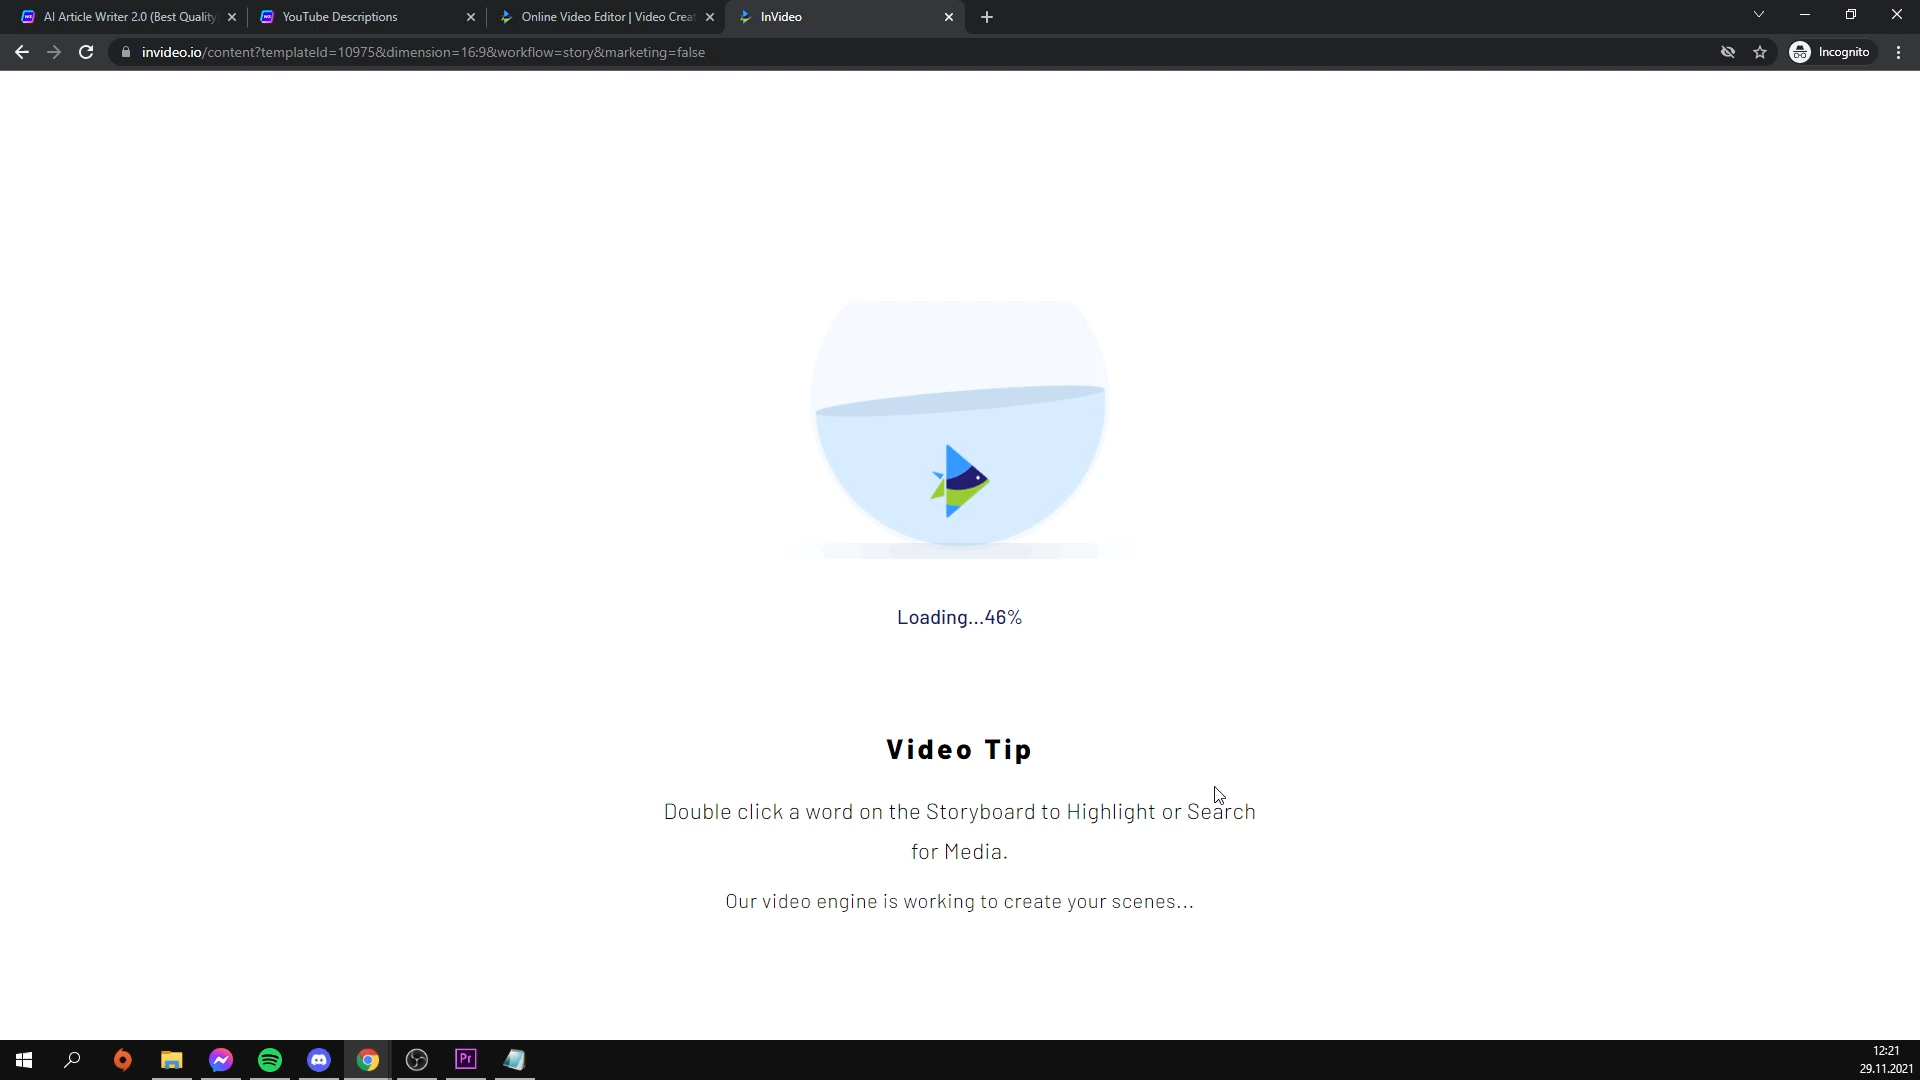 AI Article Writer 2.0 (Best Quality
YouTube Descriptions
Online Video Editor | Video Crea
InVideo
invideo.io/content?templateId=10975&dimension=16:9&workflow=story&marketing=false
Incognito
Loading...46%
Video Tip
Double click a word on the Storyboard to Highlight or Search
for Media.
Our video engine is working to create your scenes...
Pr
12:21
29.11.2021